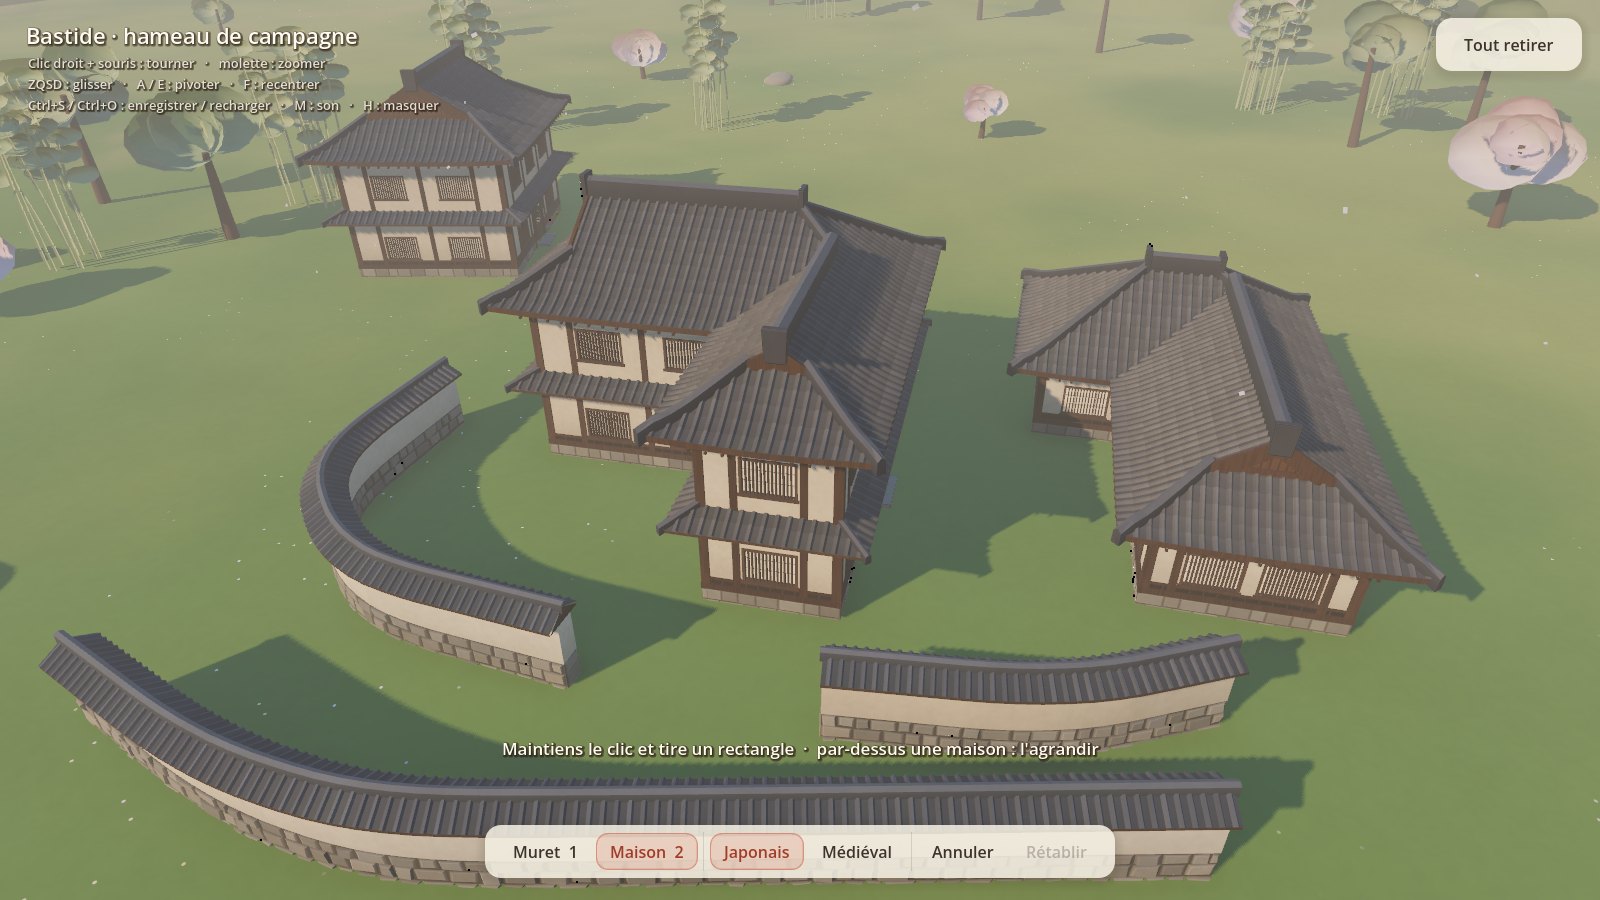 Bastide · hameau de campagne
Clic droit + souris : tourner · molette : zoomer
ZQSD : glisser · A / E : pivoter · F : recentrer
Ctrl+S / Ctrl+O : enregistrer / recharger · M : son · H : masquer
Tout retirer
Maintiens le clic et tire un rectangle · par-dessus une maison : l'agrandir
Muret 1 Maison 2 Japonais Médiéval Annuler Rétablir